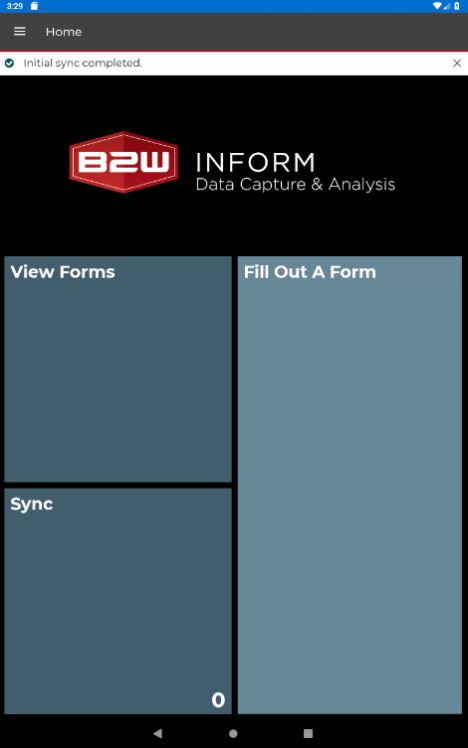 3:29
Home
Initial sync completed.
B2W
INFORM
Data Capture & Analysis
View Forms
Fill Out A Form
Sync
0